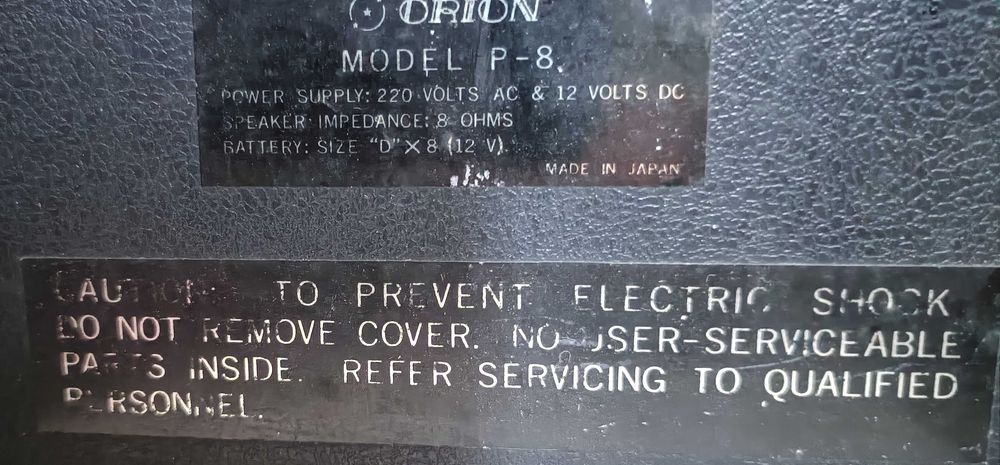 ORION
MODEL P-8.
POWER SUPPLY: 220 VOLTS AC & 12 VOLTS DC
SPEAKER IMPEDANCE: 8 OHMS
BATTERY: SIZE "D" X 8 (12 V)
MADE IN JAPAN
CAUTION: TO PREVENT ELECTRIC SHOCK
DO NOT REMOVE COVER. NO USER-SERVICEABLE
PARTS INSIDE. REFER SERVICING TO QUALIFIED
PERSONNEL.